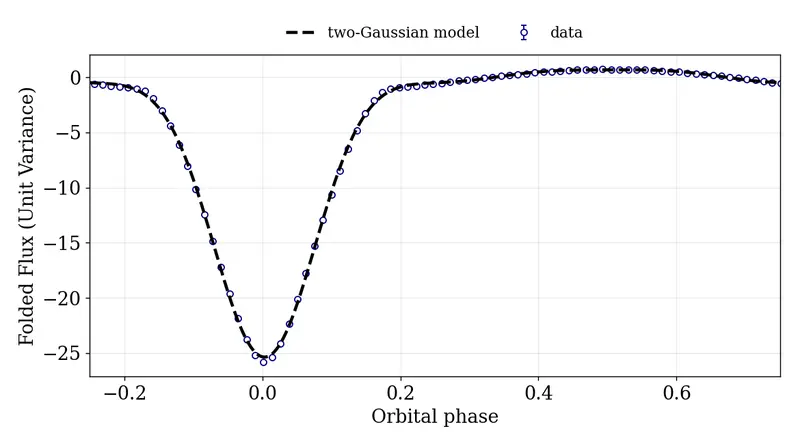 two-Gaussian model data
Folded Flux (Unit Variance)
0
−5
−10
−15
−20
−25
−0.2 0.0 0.2 0.4 0.6
Orbital phase